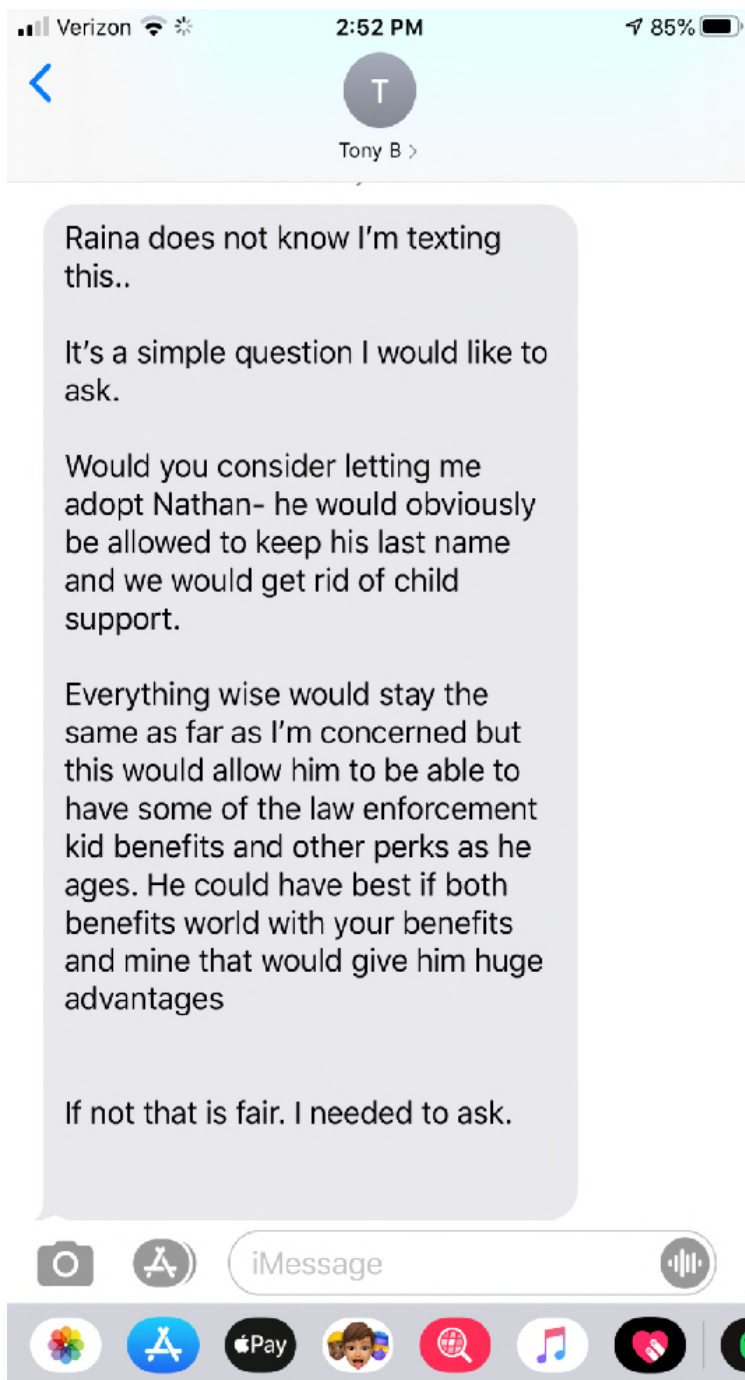 Verizon 2:52 PM 85%
T
Tony B >
Raina does not know I'm texting
this..
It's a simple question I would like to
ask.
Would you consider letting me
adopt Nathan- he would obviously
be allowed to keep his last name
and we would get rid of child
support.
Everything wise would stay the
same as far as I'm concerned but
this would allow him to be able to
have some of the law enforcement
kid benefits and other perks as he
ages. He could have best if both
benefits world with your benefits
and mine that would give him huge
advantages
If not that is fair. I needed to ask.
iMessage
Pay